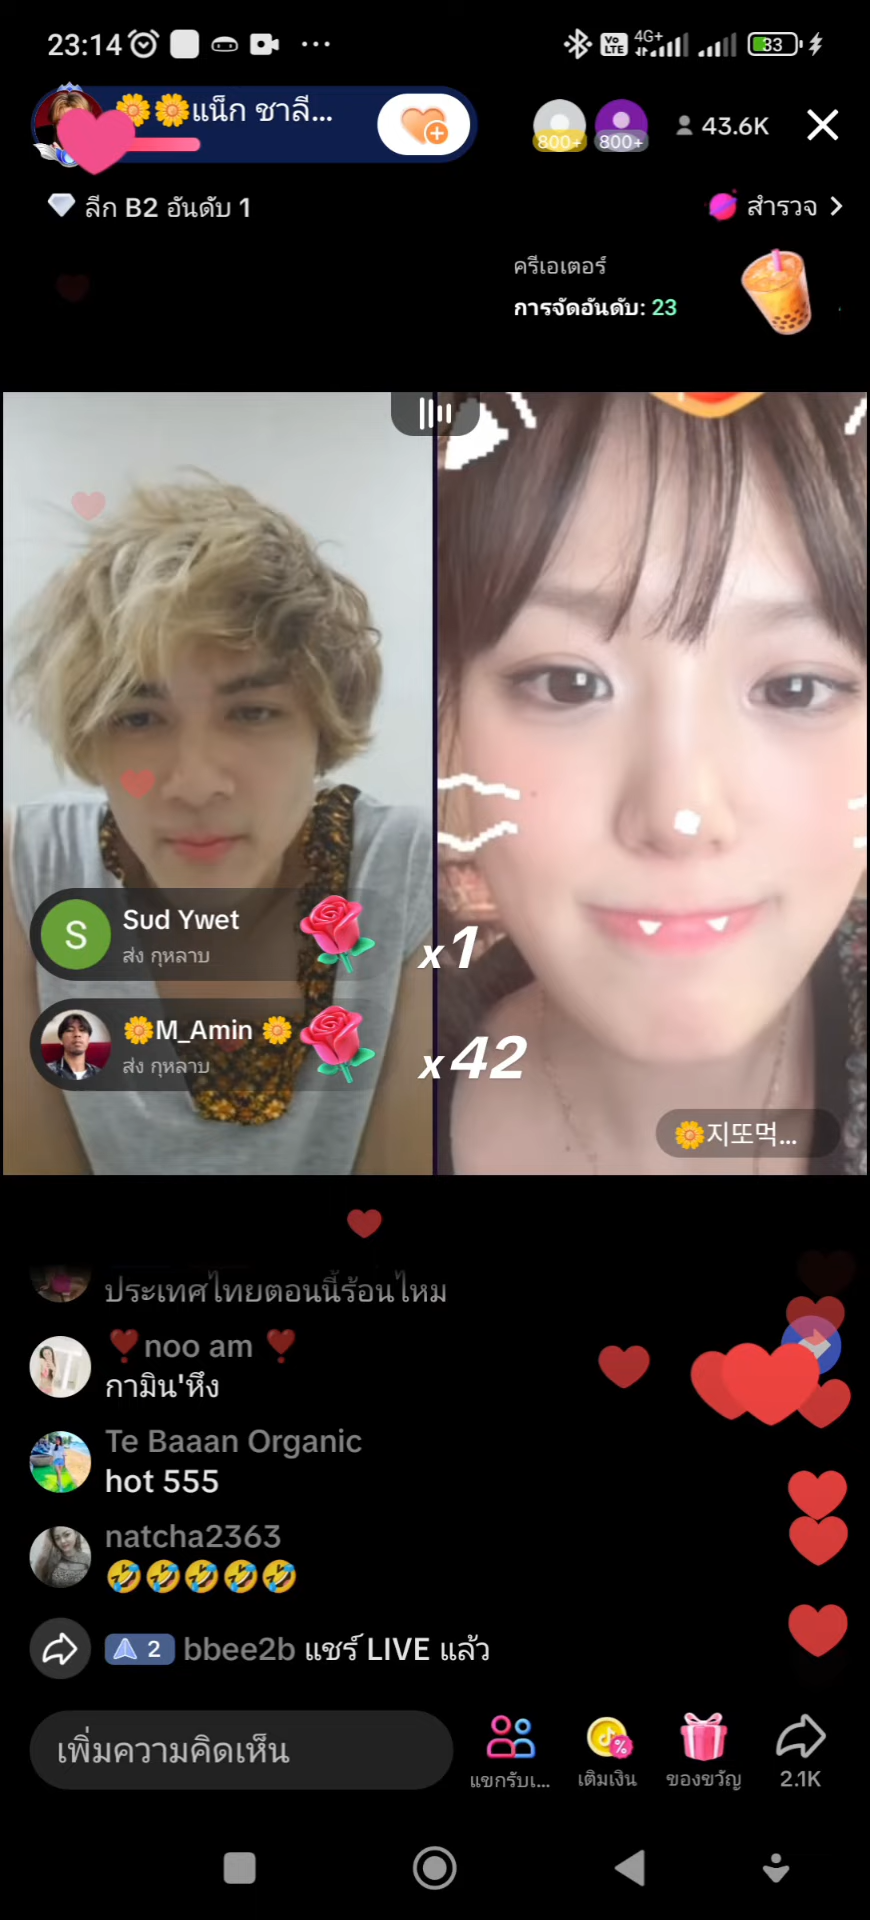 23:14
Vo LTE 4G+ 33
🌼🌼แน็ก ชาลี...
800+ 800+ 43.6K
ลีก B2 อันดับ 1
สำรวจ
ครีเอเตอร์
การจัดอันดับ: 23
S
Sud Ywet
ส่ง กุหลาบ
x1
🌼M_Amin 🌼
ส่ง กุหลาบ
x42
🌼지또먹...
ประเทศไทยตอนนี้ร้อนไหม
❣noo am ❣
กามิน'หึง
Te Baaan Organic
hot 555
natcha2363
🤣🤣🤣🤣🤣
2 bbee2b แชร์ LIVE แล้ว
เพิ่มความคิดเห็น
แขกรับเ...
เติมเงิน
ของขวัญ
2.1K